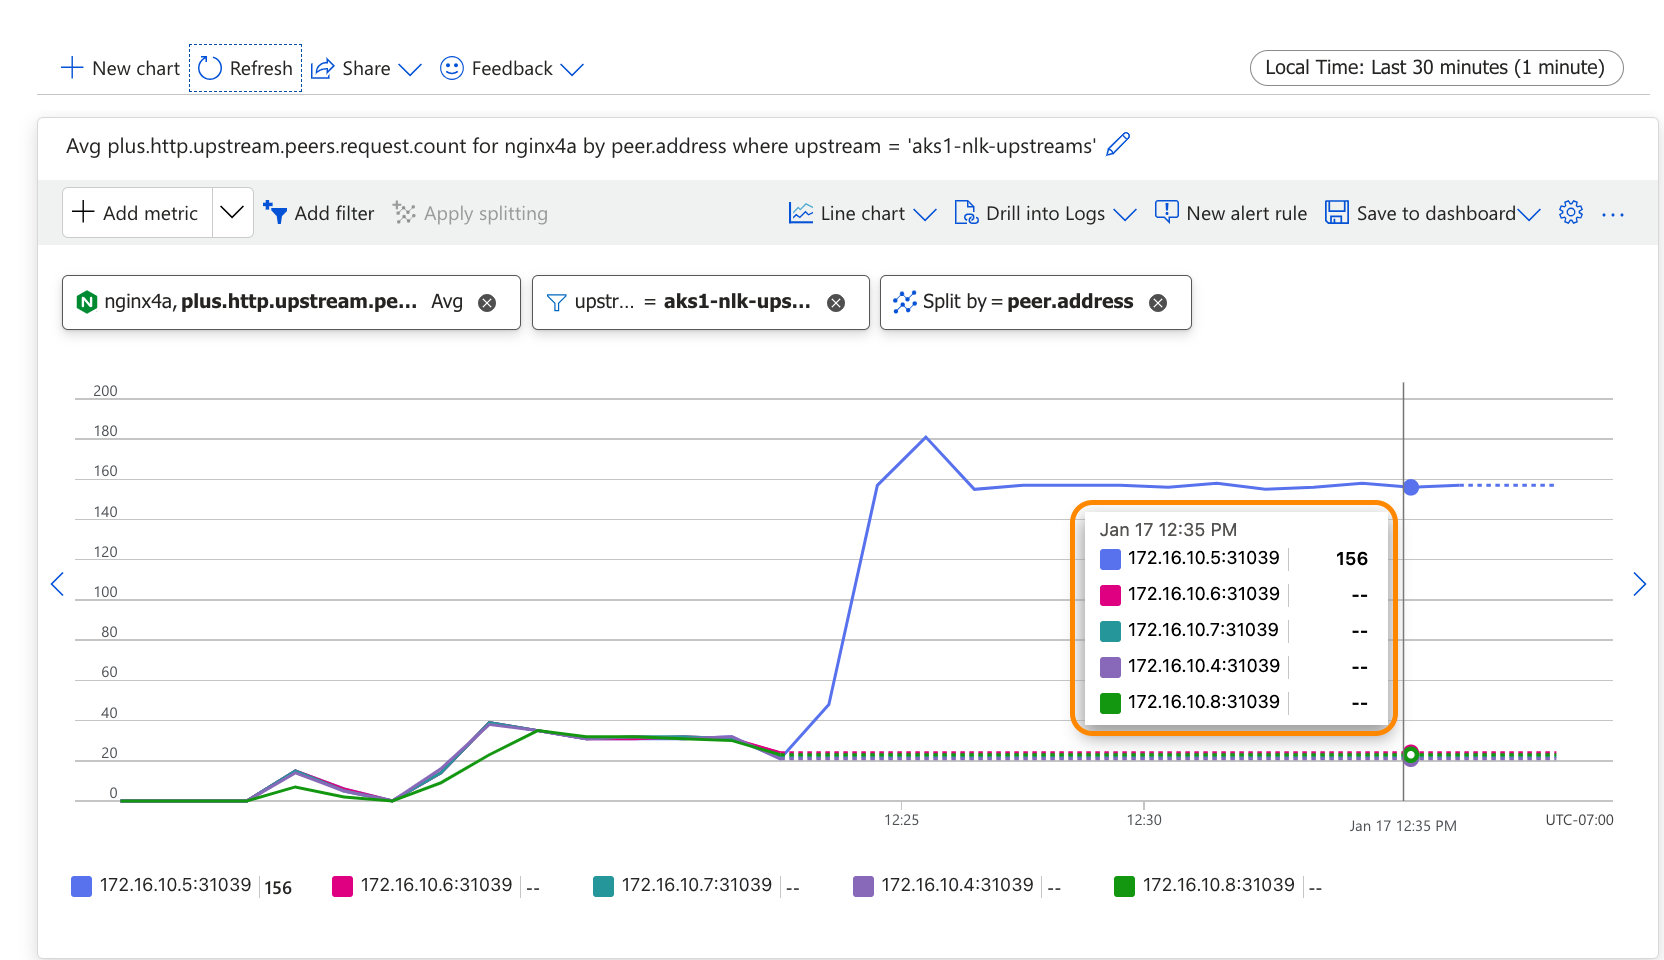 New chart Refresh Share Feedback Local Time: Last 30 minutes (1 minute)
Avg plus.http.upstream.peers.request.count for nginx4a by peer.address where upstream = 'aks1-nlk-upstreams'
Add metric Add filter Apply splitting Line chart Drill into Logs New alert rule Save to dashboard ...
N nginx4a, plus.http.upstream.pe... Avg upstr... = aks1-nlk-ups... Split by = peer.address
200
180
160
140
120
100
80
60
40
20
0
Jan 17 12:35 PM
172.16.10.5:31039 156
172.16.10.6:31039 --
172.16.10.7:31039 --
172.16.10.4:31039 --
172.16.10.8:31039 --
12:25 12:30 Jan 17 12:35 PM UTC-07:00
172.16.10.5:31039 156 172.16.10.6:31039 -- 172.16.10.7:31039 -- 172.16.10.4:31039 -- 172.16.10.8:31039 --